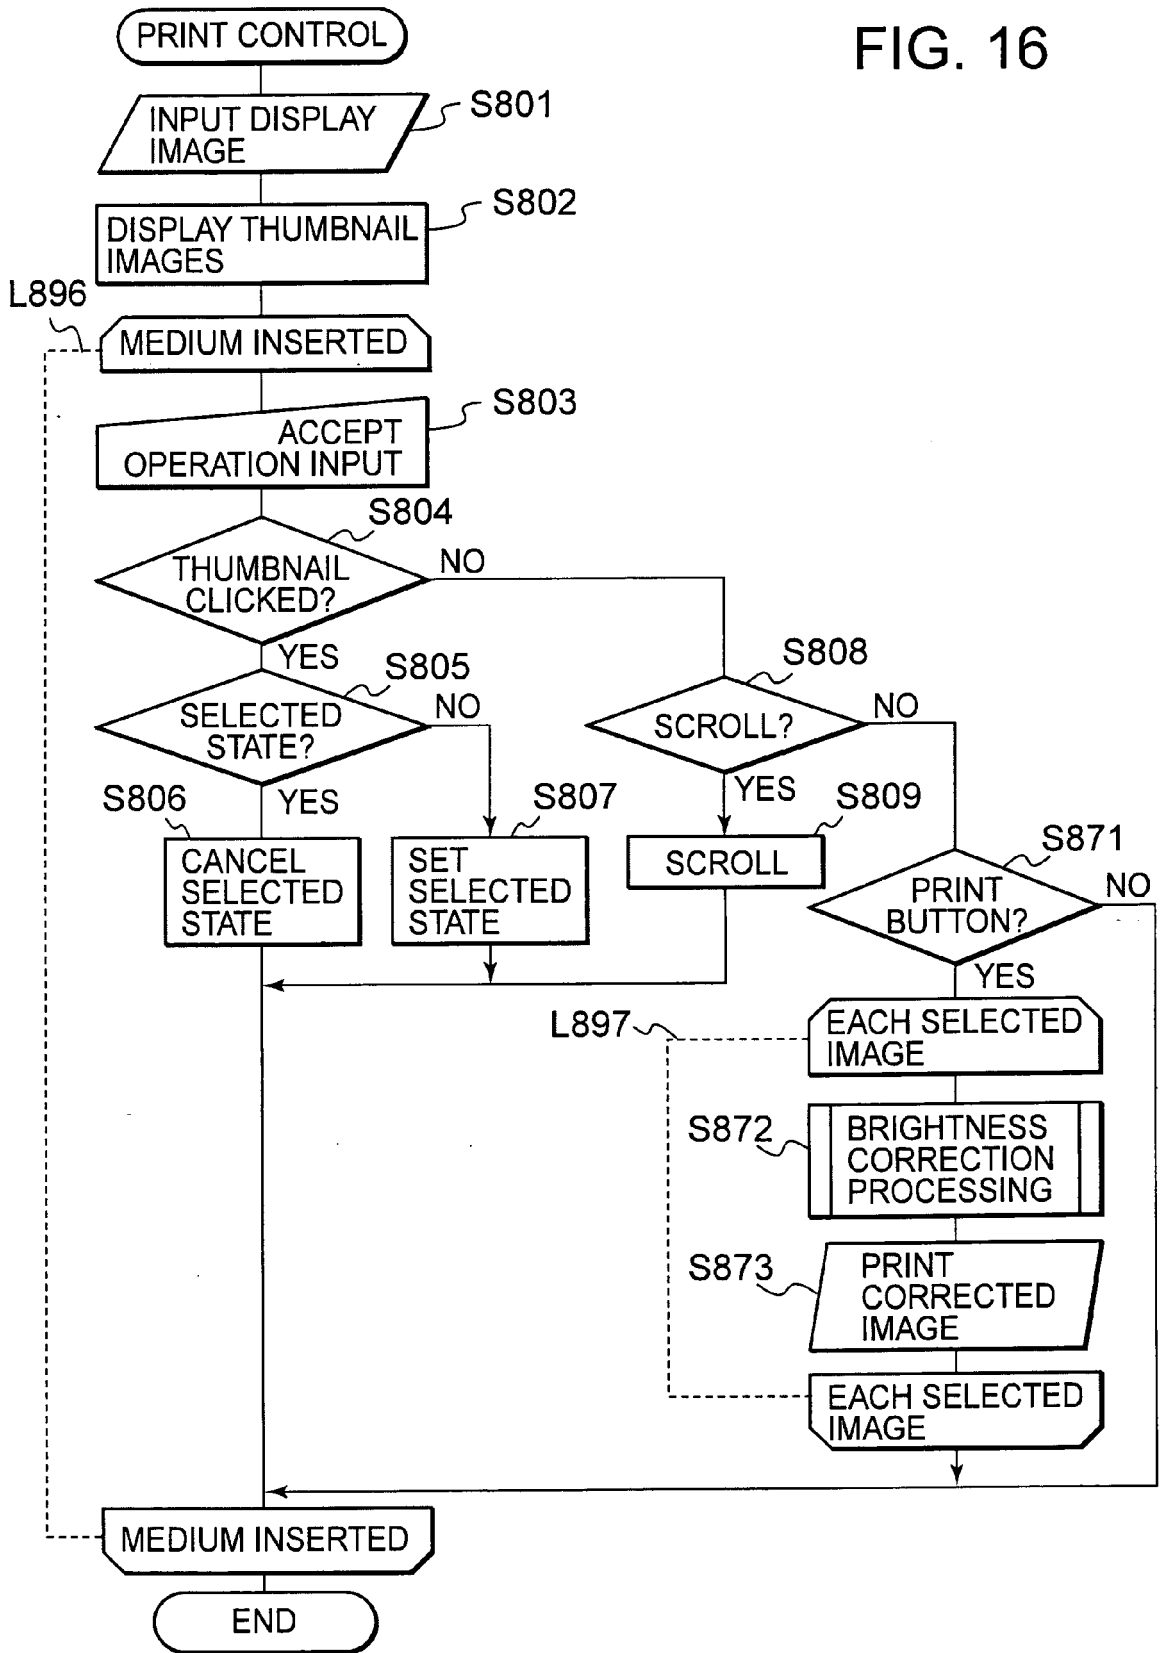 PRINT CONTROL
FIG. 16
INPUT DISPLAY
IMAGE
S801
DISPLAY THUMBNAIL
IMAGES
S802
L896
MEDIUM INSERTED
ACCEPT
OPERATION INPUT
S803
THUMBNAIL
CLICKED?
S804
NO
YES
SELECTED
STATE?
S805
NO
YES
SCROLL?
S808
NO
YES
S806
CANCEL
SELECTED
STATE
S807
SET
SELECTED
STATE
S809
SCROLL
S871
PRINT
BUTTON?
NO
YES
L897
EACH SELECTED
IMAGE
S872
BRIGHTNESS
CORRECTION
PROCESSING
S873
PRINT
CORRECTED
IMAGE
EACH SELECTED
IMAGE
MEDIUM INSERTED
END